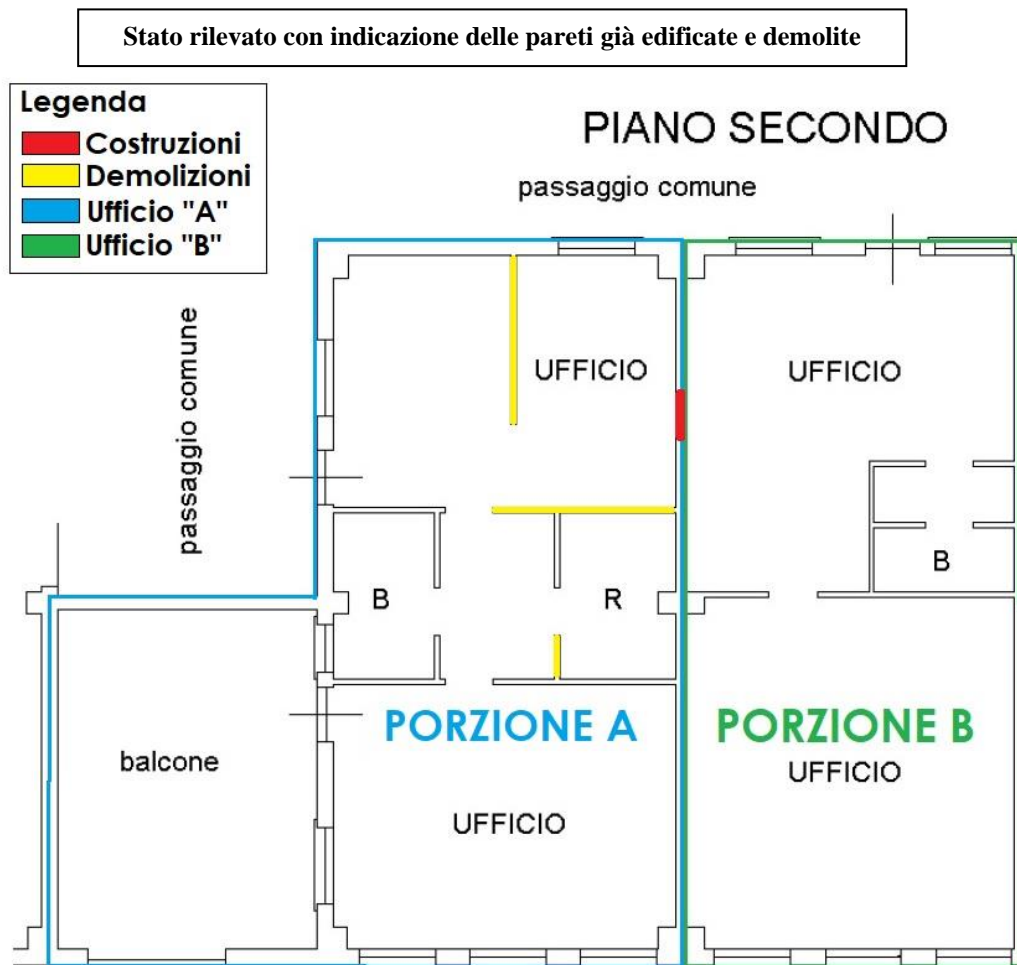 Stato rilevato con indicazione delle pareti già edificate e demolite
Legenda
Costruzioni
Demolizioni
Ufficio "A"
Ufficio "B"
PIANO SECONDO
passaggio comune
passaggio comune
UFFICIO
UFFICIO
B
R
B
PORZIONE A
PORZIONE B
balcone
UFFICIO
UFFICIO